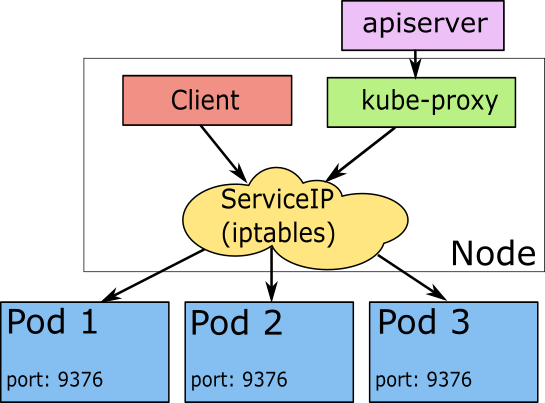 apiserver
Client
kube-proxy
ServiceIP
(iptables)
Node
Pod 1
port: 9376
Pod 2
port: 9376
Pod 3
port: 9376